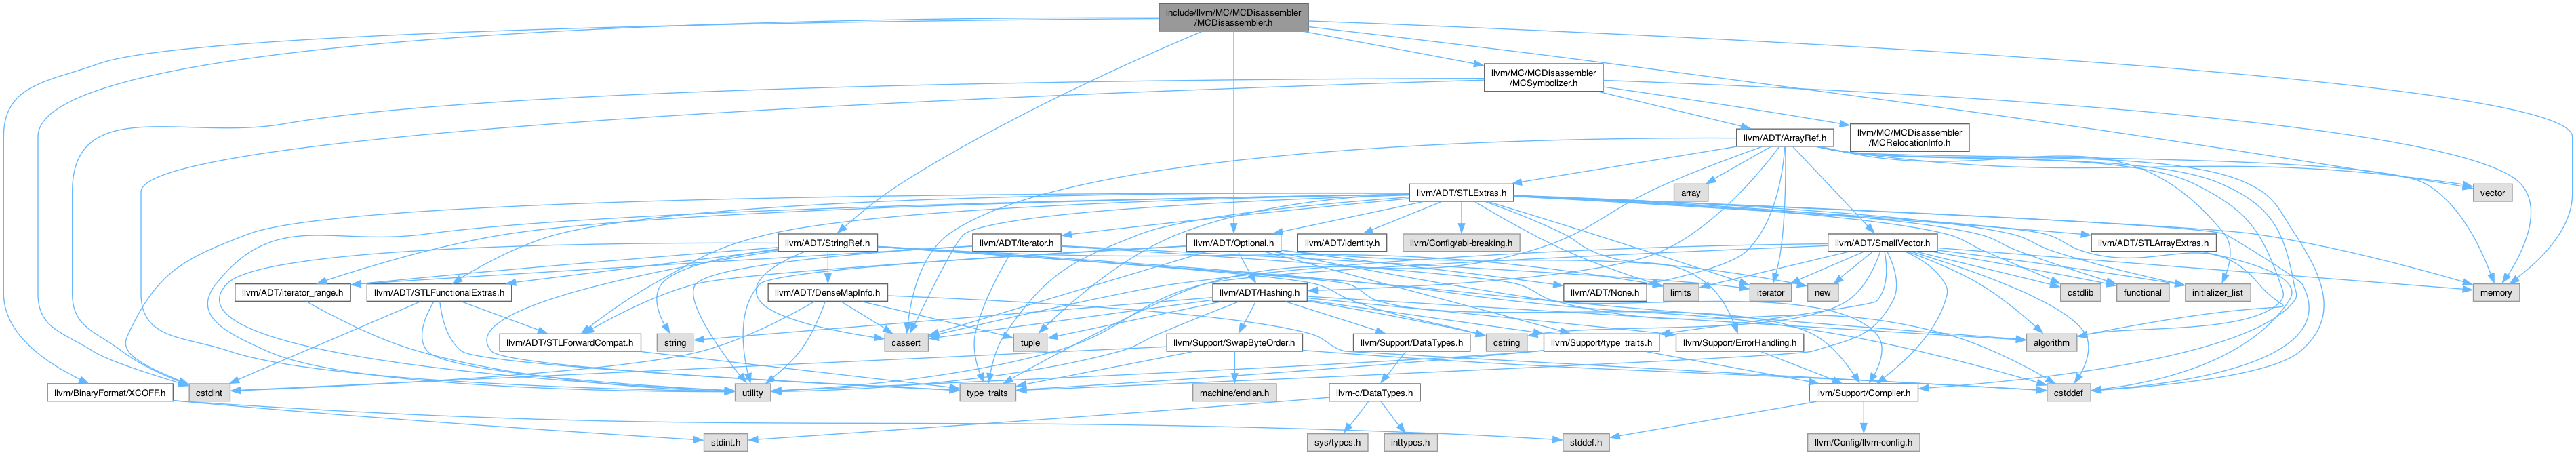 include/llvm/MC/MCDisassembler
/MCDisassembler.h
llvm/MC/MCDisassembler
/MCSymbolizer.h
llvm/ADT/ArrayRef.h
llvm/MC/MCDisassembler
/MCRelocationInfo.h
llvm/ADT/STLExtras.h
array
vector
llvm/ADT/StringRef.h
llvm/ADT/iterator.h
llvm/ADT/Optional.h
llvm/ADT/identity.h
llvm/Config/abi-breaking.h
llvm/ADT/SmallVector.h
llvm/ADT/STLArrayExtras.h
llvm/ADT/iterator_range.h
llvm/ADT/STLFunctionalExtras.h
llvm/ADT/DenseMapInfo.h
llvm/ADT/Hashing.h
llvm/ADT/None.h
limits
iterator
new
cstdlib
functional
initializer_list
memory
llvm/ADT/STLForwardCompat.h
string
cassert
tuple
llvm/Support/SwapByteOrder.h
llvm/Support/DataTypes.h
cstring
llvm/Support/type_traits.h
llvm/Support/ErrorHandling.h
algorithm
llvm/BinaryFormat/XCOFF.h
cstdint
utility
type_traits
machine/endian.h
llvm-c/DataTypes.h
llvm/Support/Compiler.h
cstddef
stdint.h
sys/types.h
inttypes.h
stddef.h
llvm/Config/llvm-config.h